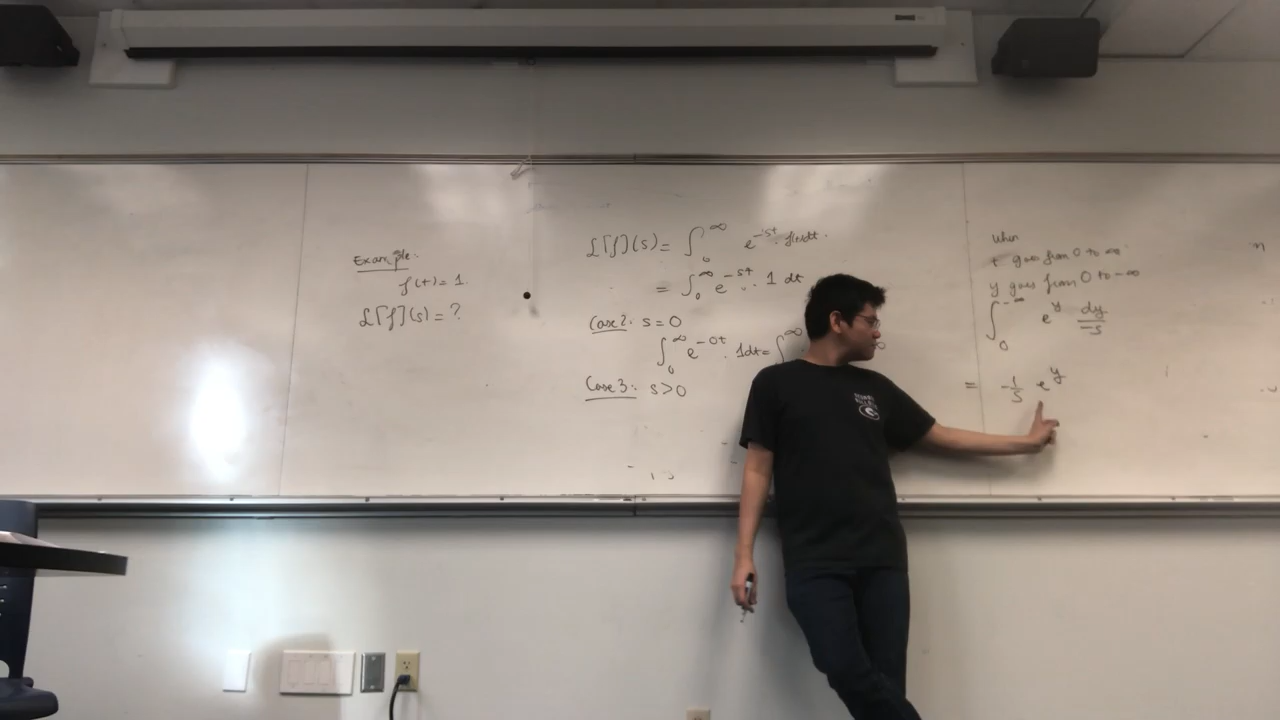 Example:
f(t)=1.
ℒ[f](s)=?
ℒ[f](s)= ∫₀^∞ e^{-st} · f(t)dt.
= ∫₀^∞ e^{-st} · 1 dt
Case 2: s=0
∫₀^∞ e^{-0t} · 1dt = ∫^∞
Case 3: s>0
When
t goes from 0 to ∞
y goes from 0 to -∞
∫₀^{-∞} e^y dy/-s
= -1/s e^y